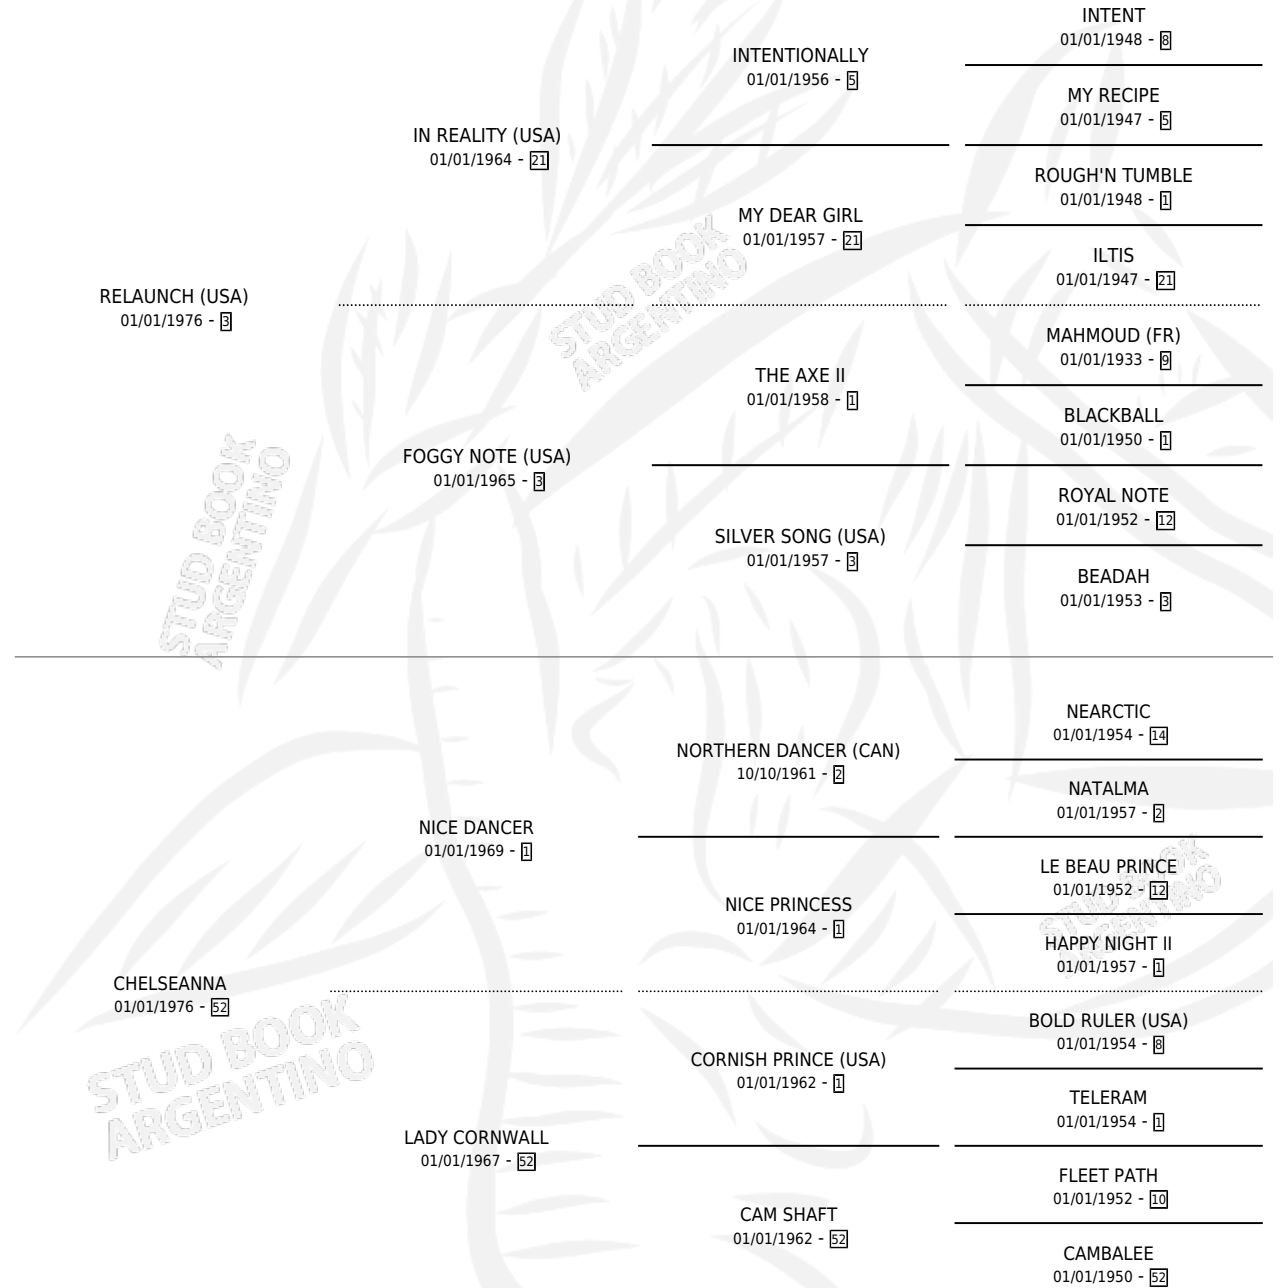 INTENT
01/01/1948 - 8
INTENTIONALLY
01/01/1956 - 5
MY RECIPE
01/01/1947 - 5
IN REALITY (USA)
01/01/1964 - 21
ROUGH'N TUMBLE
01/01/1948 - 1
MY DEAR GIRL
01/01/1957 - 21
ILTIS
01/01/1947 - 21
RELAUNCH (USA)
01/01/1976 - 3
STUD BOOK
ARGENTINO
MAHMOUD (FR)
01/01/1933 - 9
THE AXE II
01/01/1958 - 1
BLACKBALL
01/01/1950 - 1
FOGGY NOTE (USA)
01/01/1965 - 3
ROYAL NOTE
01/01/1952 - 12
SILVER SONG (USA)
01/01/1957 - 3
BEADAH
01/01/1953 - 3
STUD BOOK
ARGENTINO
NEARCTIC
01/01/1954 - 14
NORTHERN DANCER (CAN)
10/10/1961 - 2
NATALMA
01/01/1957 - 2
NICE DANCER
01/01/1969 - 1
LE BEAU PRINCE
01/01/1952 - 12
NICE PRINCESS
01/01/1964 - 1
HAPPY NIGHT II
01/01/1957 - 1
STUD BOOK
ARGENTINO
CHELSEANNA
01/01/1976 - 52
BOLD RULER (USA)
01/01/1954 - 8
CORNISH PRINCE (USA)
01/01/1962 - 1
TELERAM
01/01/1954 - 1
STUD BOOK
ARGENTINO
LADY CORNWALL
01/01/1967 - 52
FLEET PATH
01/01/1952 - 10
CAM SHAFT
01/01/1962 - 52
CAMBALEE
01/01/1950 - 52